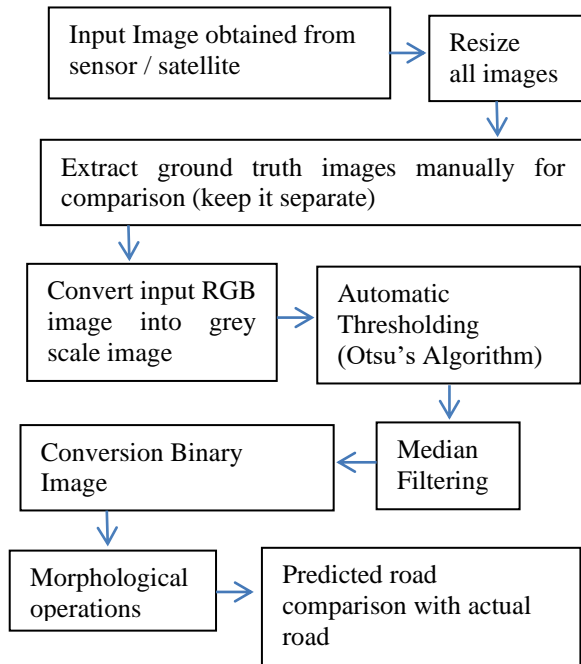 Input Image obtained from
sensor / satellite
Resize
all images
Extract ground truth images manually for
comparison (keep it separate)
Convert input RGB
image into grey
scale image
Automatic
Thresholding
(Otsu's Algorithm)
Median
Filtering
Conversion Binary
Image
Morphological
operations
Predicted road
comparison with actual
road